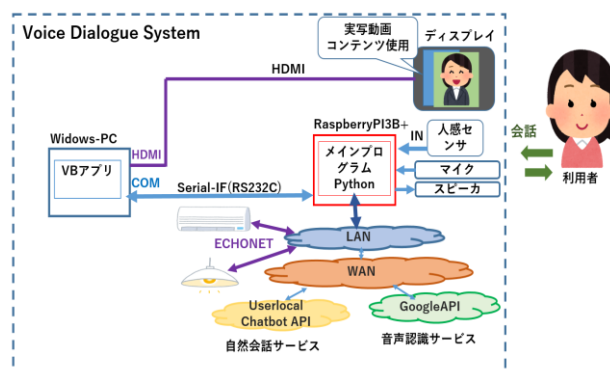 Voice Dialogue System
実写動画
コンテンツ使用
ディスプレイ
HDMI
RaspberryPI3B+
IN
人感セ
ンサ
会話
Widows-PC
HDMI
VBアプリ
COM
メインプロ
グラム
Python
マイク
スピーカ
利用者
Serial-IF(RS232C)
LAN
ECHONET
WAN
Userlocal
Chatbot API
GoogleAPI
自然会話サービス
音声認識サービス